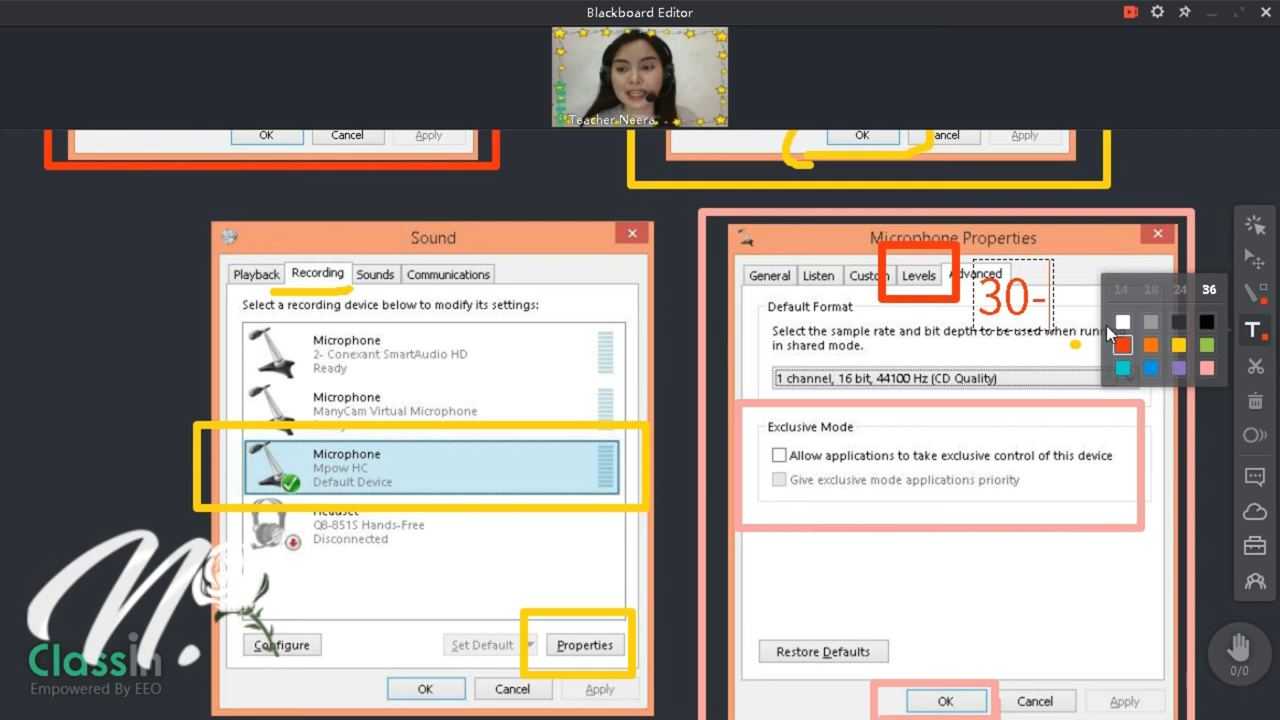 Blackboard Editor
Teacher Neera
OK Cancel Apply
OK ancel Apply
Sound
Playback Recording Sounds Communications
Select a recording device below to modify its settings:
Microphone
2- Conexant SmartAudio HD
Ready
Microphone
ManyCam Virtual Microphone
Microphone
Mpow HC
Default Device
Headset
QB-851S Hands-Free
Disconnected
Configure Set Default Properties
OK Cancel Apply
Microphone Properties
General Listen Custom Levels Advanced
30-
Default Format
Select the sample rate and bit depth to be used when run
in shared mode.
1 channel, 16 bit, 44100 Hz (CD Quality)
Exclusive Mode
Allow applications to take exclusive control of this device
Give exclusive mode applications priority
Restore Defaults
OK Cancel Apply
14 18 24 36
T
0/0
N.
ClassIn
Empowered By EEO